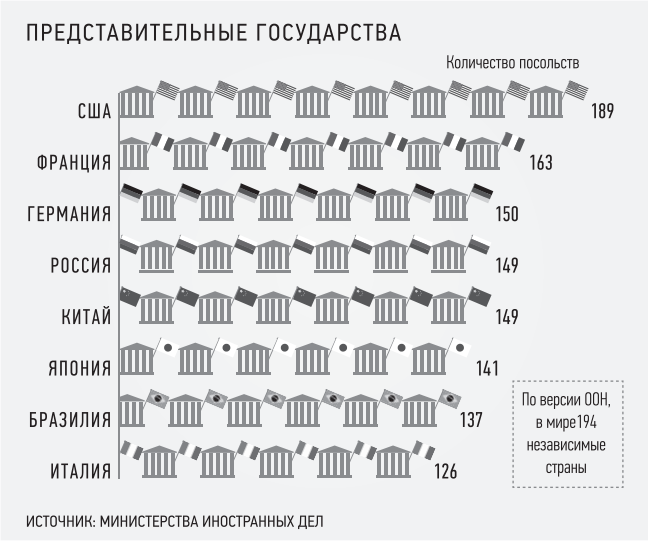 ПРЕДСТАВИТЕЛЬНЫЕ ГОСУДАРСТВА
Количество посольств
США 189
ФРАНЦИЯ 163
ГЕРМАНИЯ 150
РОССИЯ 149
КИТАЙ 149
ЯПОНИЯ 141
БРАЗИЛИЯ 137
ИТАЛИЯ 126
По версии ООН,
в мире194
независимые
страны
ИСТОЧНИК: МИНИСТЕРСТВА ИНОСТРАННЫХ ДЕЛ